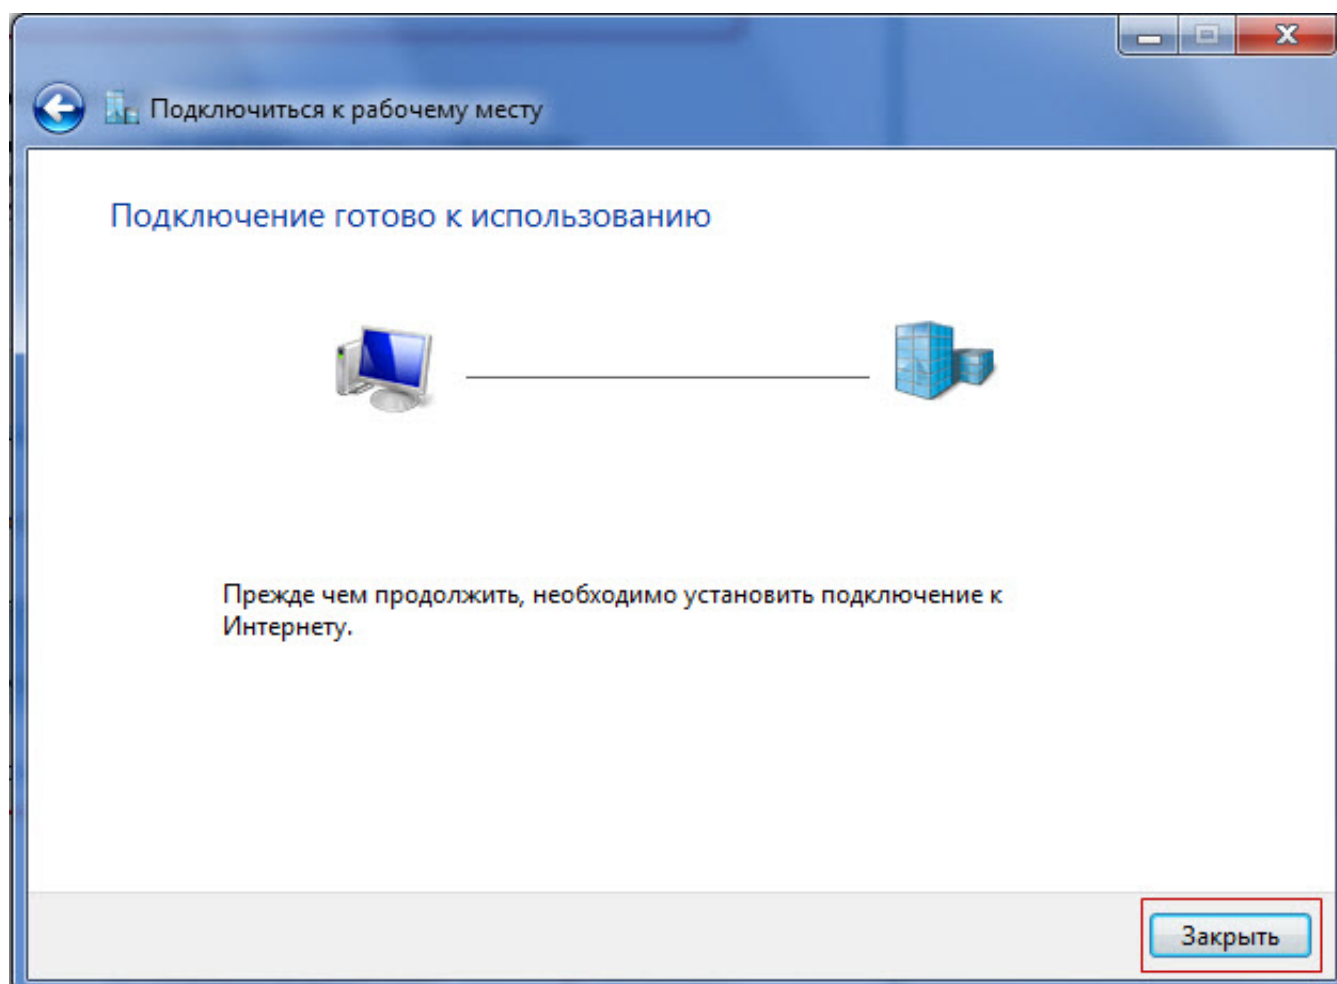 Подключиться к рабочему месту
Подключение готово к использованию
Прежде чем продолжить, необходимо установить подключение к
Интернету.
Закрыть